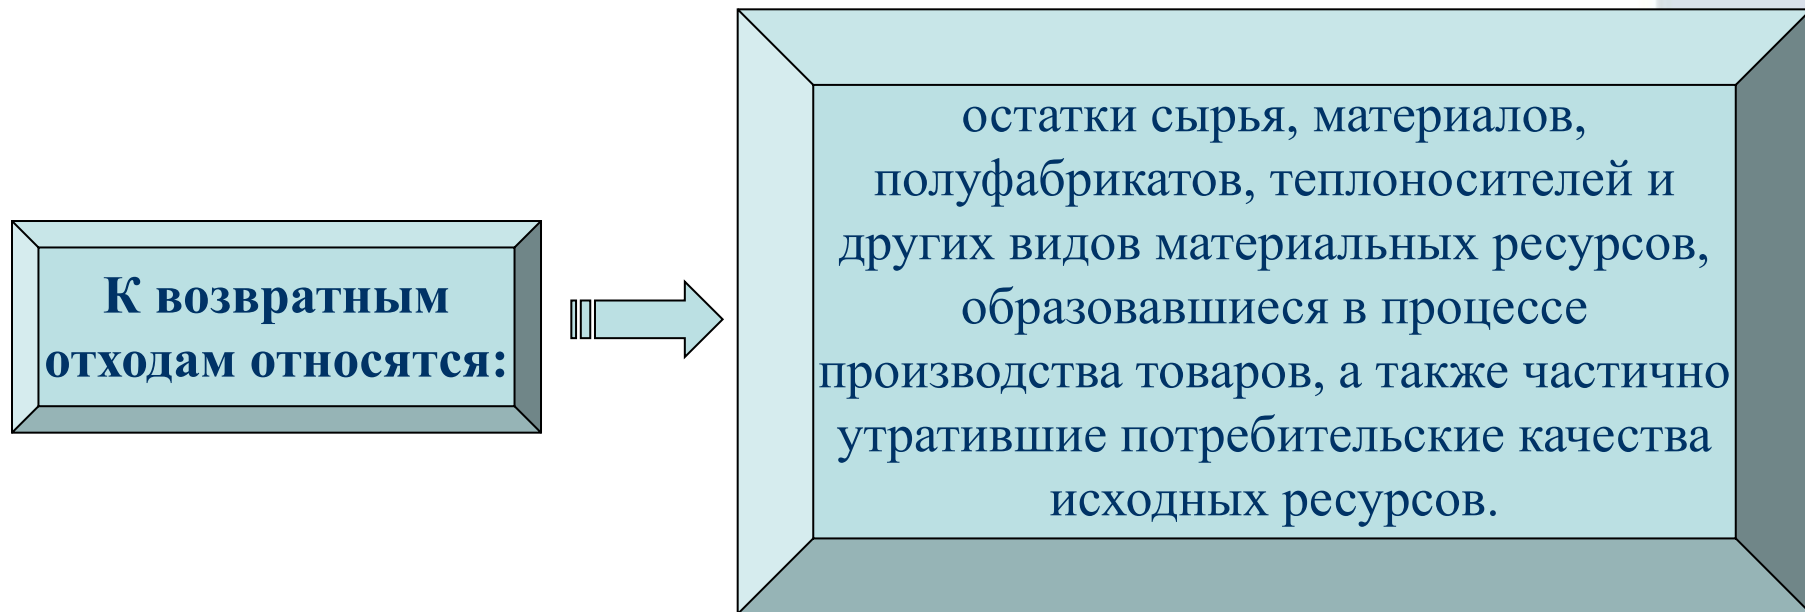 К возвратным
отходам относятся:
остатки сырья, материалов,
полуфабрикатов, теплоносителей и
других видов материальных ресурсов,
образовавшиеся в процессе
производства товаров, а также частично
утратившие потребительские качества
исходных ресурсов.